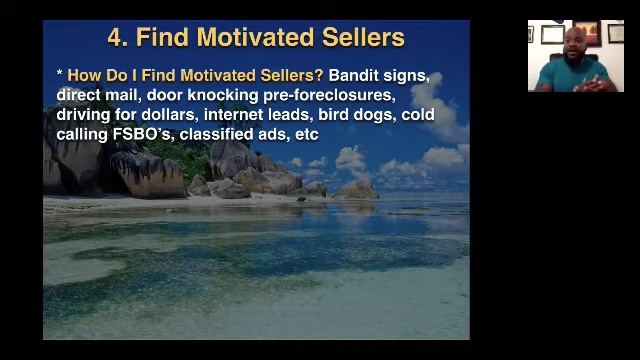 4. Find Motivated Sellers
* How Do I Find Motivated Sellers? Bandit signs,
direct mail, door knocking pre-foreclosures,
driving for dollars, internet leads, bird dogs, cold
calling FSBO's, classified ads, etc